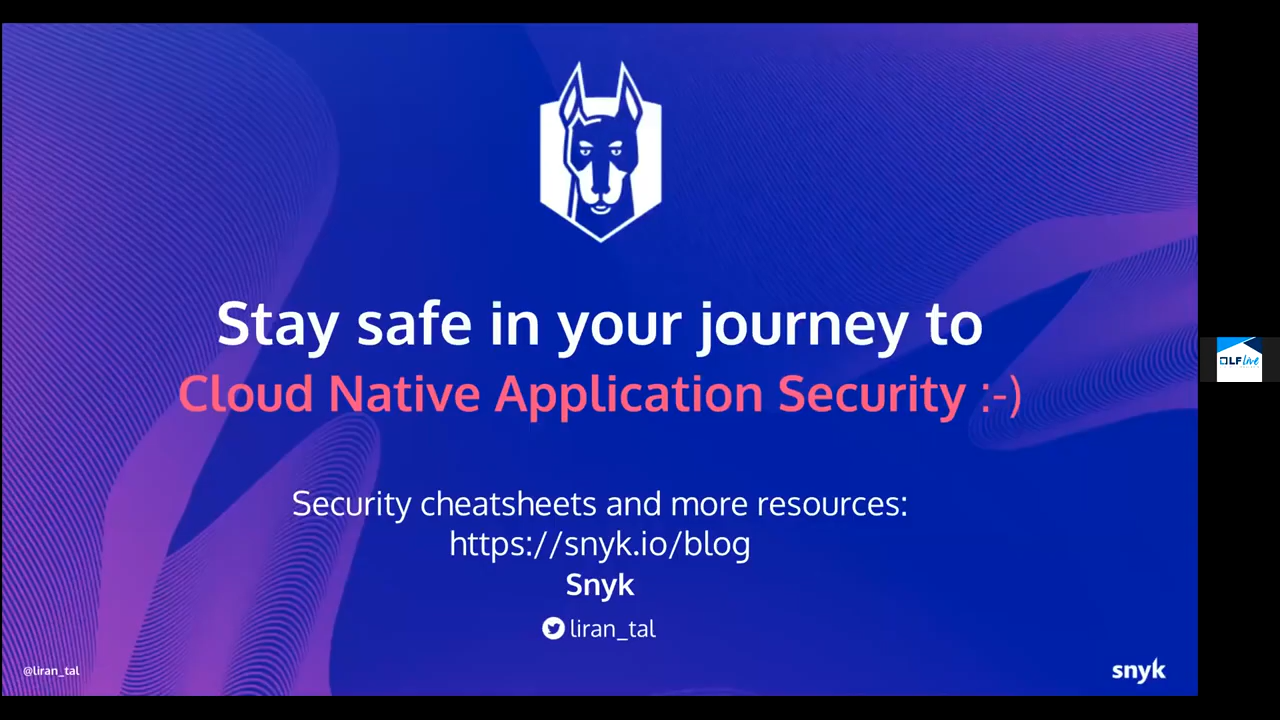 Stay safe in your journey to
Cloud Native Application Security :-)
Security cheatsheets and more resources:
https://snyk.io/blog
Snyk
liran_tal
@liran_tal
snyk
LF live